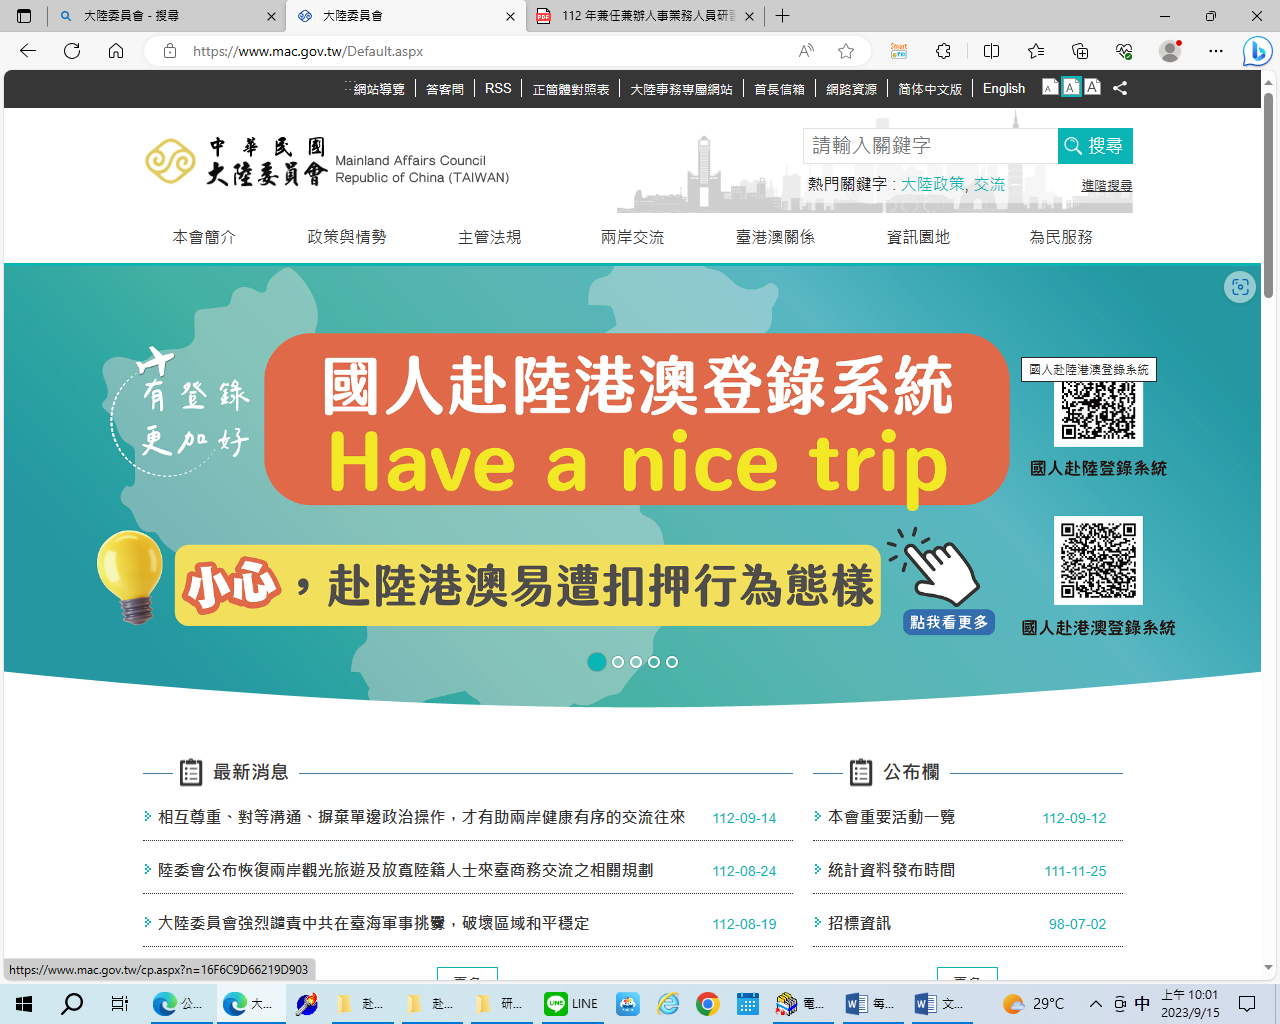 大陸委員會 - 搜尋
大陸委員會
112 年兼任兼辦人事業務人員研
https://www.mac.gov.tw/Default.aspx
網站導覽
答客問
RSS
正簡體對照表
大陸事務專屬網站
首長信箱
網路資源
简体中文版
English
A
A
A
中華民國
大陸委員會
Mainland Affairs Council
Republic of China (TAIWAN)
請輸入關鍵字
搜尋
熱門關鍵字 : 大陸政策, 交流
進階搜尋
本會簡介
政策與情勢
主管法規
兩岸交流
臺港澳關係
資訊園地
為民服務
有登錄
更加好
國人赴陸港澳登錄系統
Have a nice trip
國人赴陸港澳登錄系統
國人赴陸登錄系統
小心，赴陸港澳易遭扣押行為態樣
點我看更多
國人赴港澳登錄系統
最新消息
相互尊重、對等溝通、摒棄單邊政治操作，才有助兩岸健康有序的交流往來 112-09-14
陸委會公布恢復兩岸觀光旅遊及放寬陸籍人士來臺商務交流之相關規劃 112-08-24
大陸委員會強烈譴責中共在臺海軍事挑釁，破壞區域和平穩定 112-08-19
公布欄
本會重要活動一覽 112-09-12
統計資料發布時間 111-11-25
招標資訊 98-07-02
https://www.mac.gov.tw/cp.aspx?n=16F6C9D66219D903
公...
大...
赴...
赴...
研...
LINE
電...
每...
文...
29°C
中
上午 10:01
2023/9/15